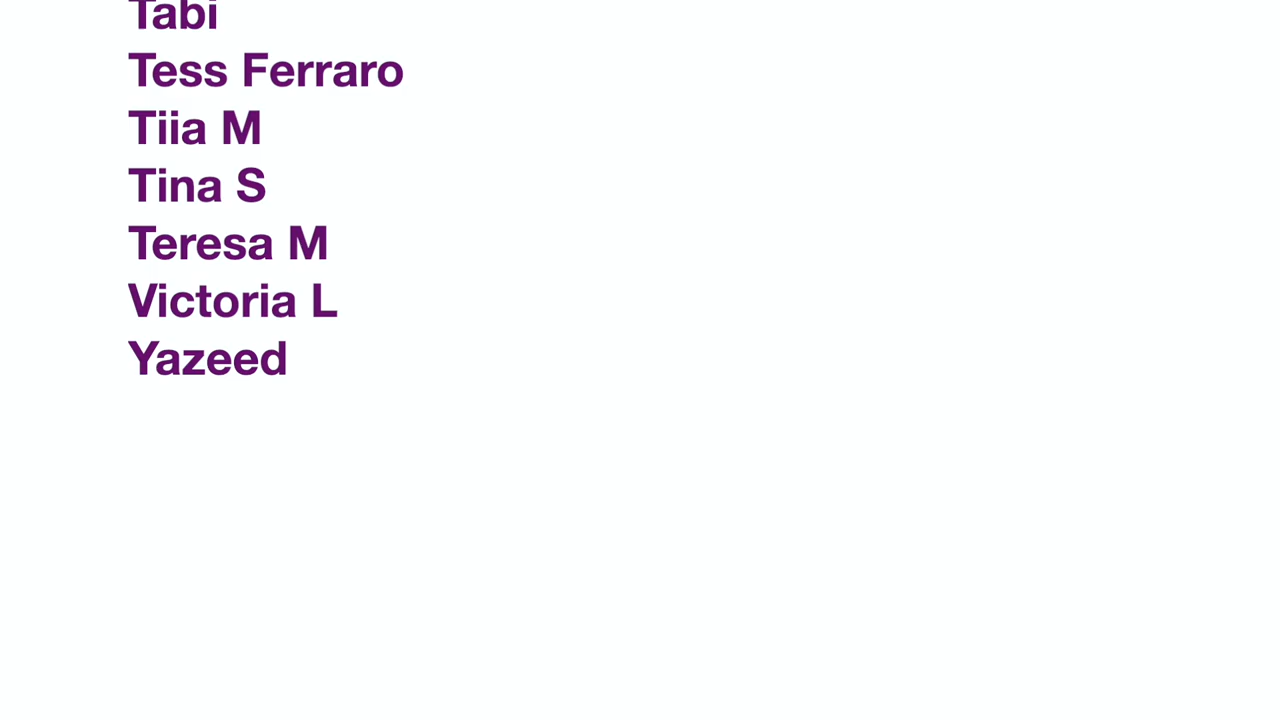 Tabi
Tess Ferraro
Tiia M
Tina S
Teresa M
Victoria L
Yazeed